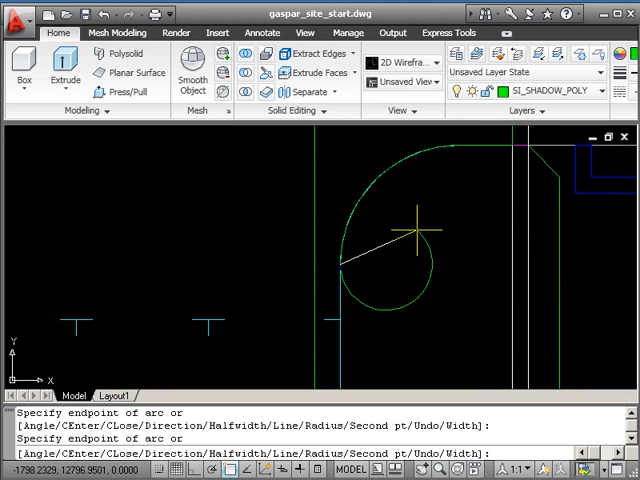 gaspar_site_start.dwg
Home
Mesh Modeling
Render
Insert
Annotate
View
Manage
Output
Express Tools
Box
Extrude
Polysolid
Planar Surface
Press/Pull
Smooth
Object
Extract Edges
Extrude Faces
Separate
2D Wirefra...
Unsaved View
Unsaved Layer State
SI_SHADOW_POLY
Modeling
Mesh
Solid Editing
View
Layers
Y
X
Model
Layout1
Specify endpoint of arc or
[Angle/CEnter/CLose/Direction/Halfwidth/Line/Radius/Second pt/Undo/Width]:
Specify endpoint of arc or
[Angle/CEnter/CLose/Direction/Halfwidth/Line/Radius/Second pt/Undo/Width]:
-1798.2329, 12796.9501, 0.0000
MODEL
1:1